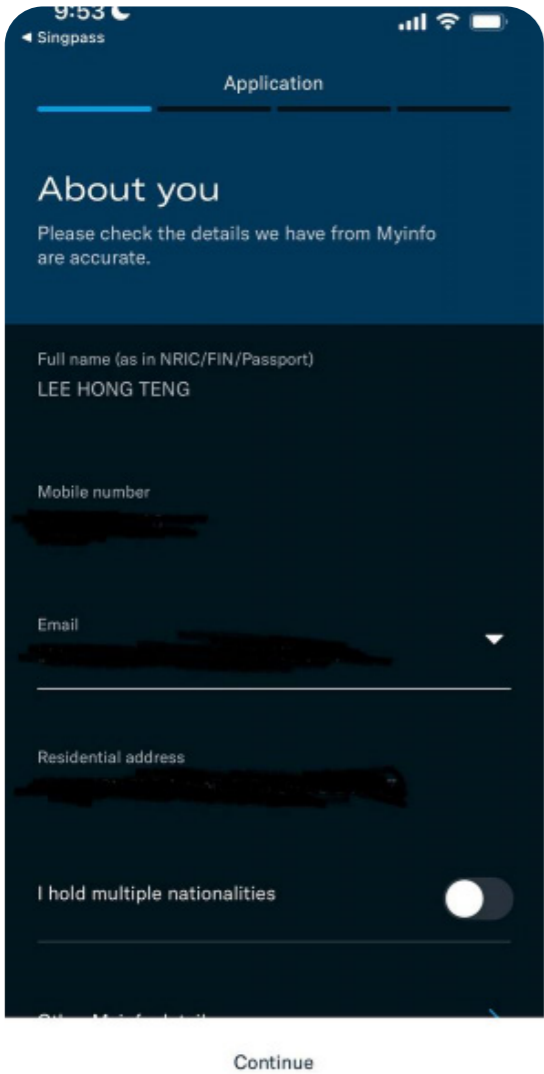 9:53
◀ Singpass
Application
About you
Please check the details we have from Myinfo
are accurate.
Full name (as in NRIC/FIN/Passport)
LEE HONG TENG
Mobile number
Email
Residential address
I hold multiple nationalities
Continue